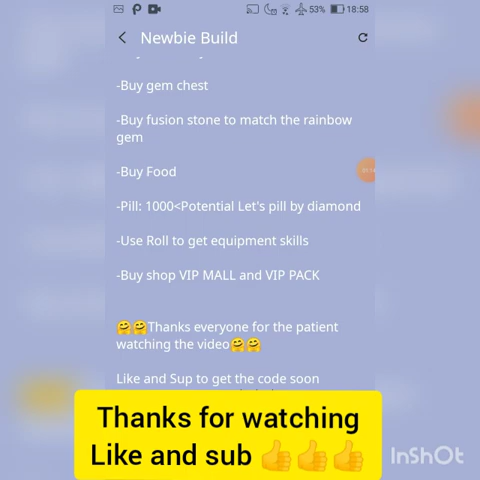 53% 18:58
Newbie Build
-Buy gem chest
-Buy fusion stone to match the rainbow
gem
-Buy Food
-Pill: 1000<Potential Let's pill by diamond
-Use Roll to get equipment skills
-Buy shop VIP MALL and VIP PACK
🤗🤗Thanks everyone for the patient
watching the video🤗🤗
Like and Sup to get the code soon
Thanks for watching
Like and sub 👍👍👍
InShOt